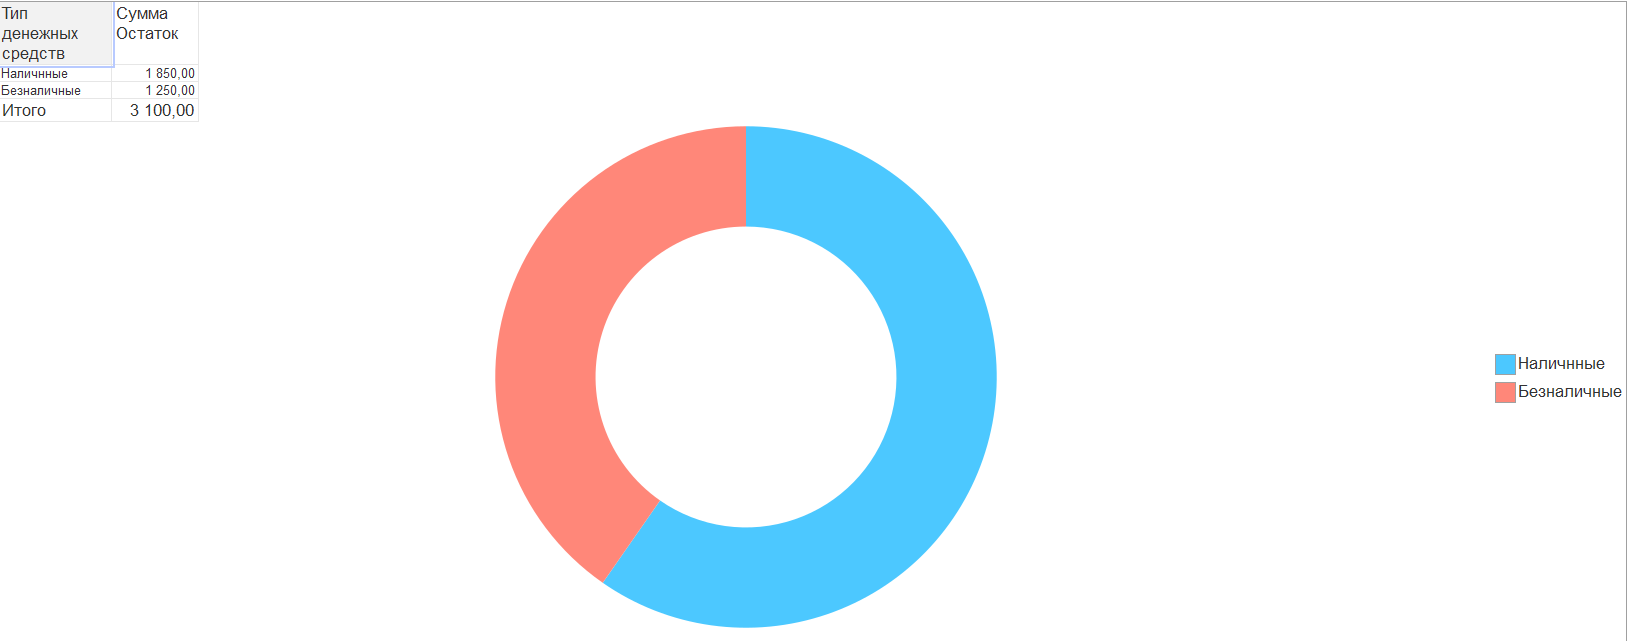 Тип
денежных
средств
Сумма
Остаток
Наличнные 1 850,00
Безналичные 1 250,00
Итого 3 100,00
Наличнные
Безналичные